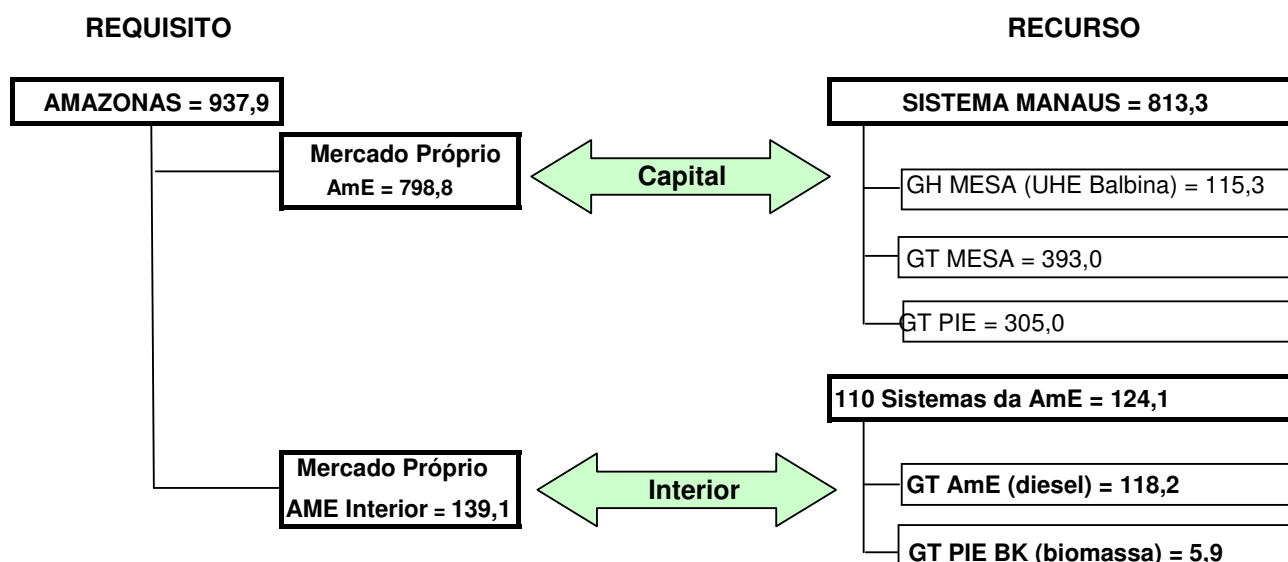 REQUISITO
RECURSO
AMAZONAS = 937,9
SISTEMA MANAUS = 813,3
Mercado Próprio
AmE = 798,8
Capital
GH MESA (UHE Balbina) = 115,3
GT MESA = 393,0
GT PIE = 305,0
110 Sistemas da AmE = 124,1
Mercado Próprio
AME Interior = 139,1
Interior
GT AmE (diesel) = 118,2
GT PIE BK (biomassa) = 5,9